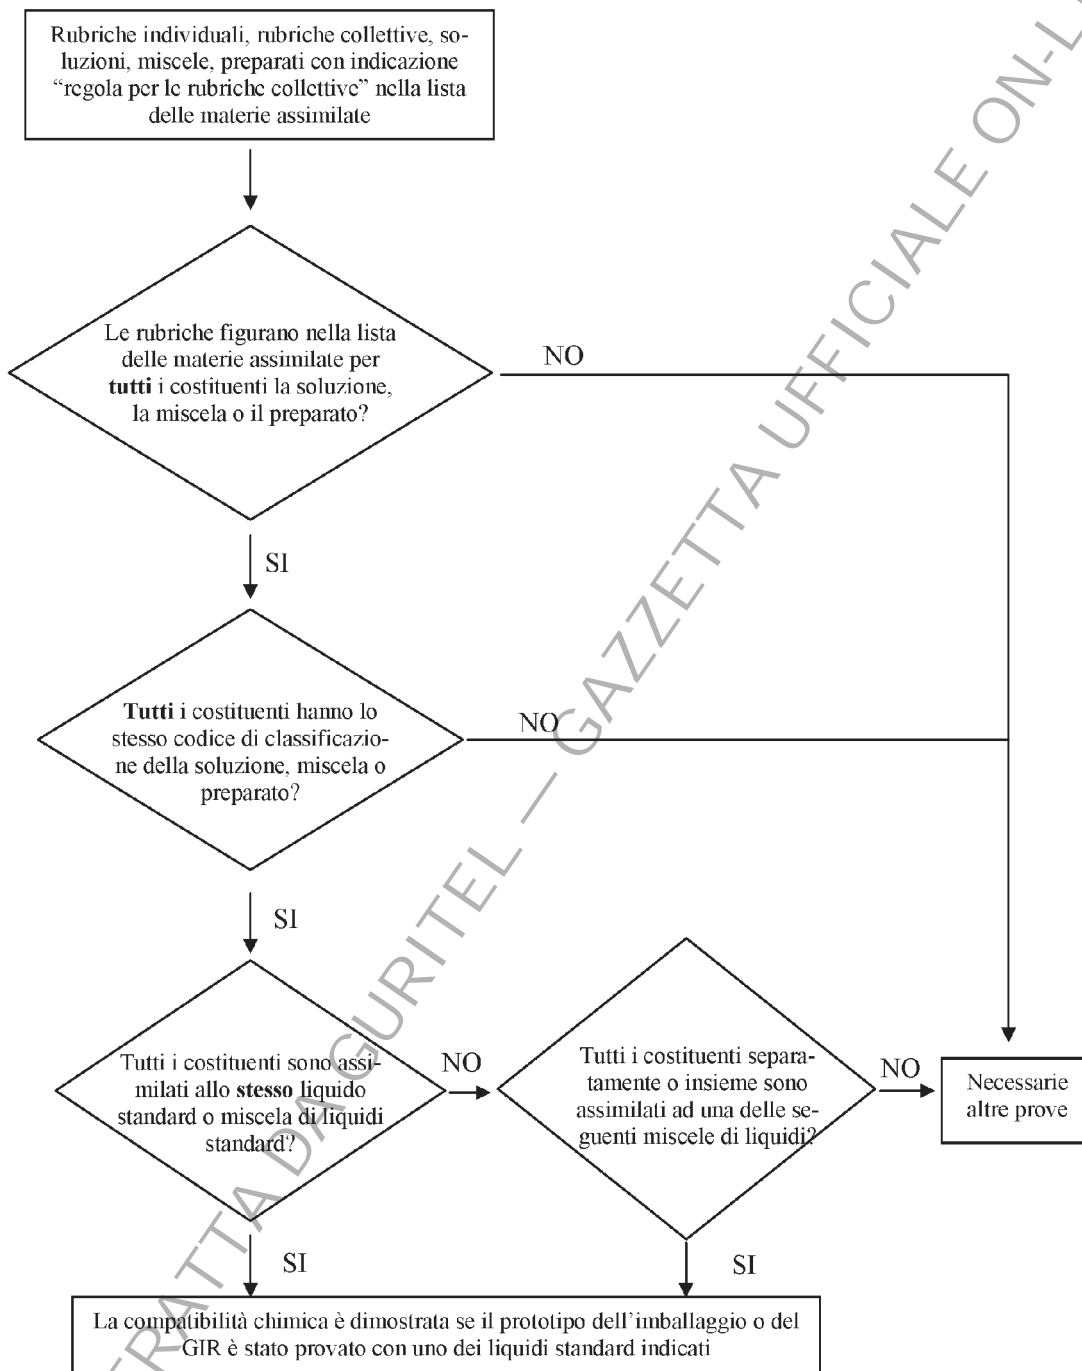 Rubriche individuali, rubriche collettive, so-
luzioni, miscele, preparati con indicazione
“regola per le rubriche collettive” nella lista
delle materie assimilate
Le rubriche figurano nella lista
delle materie assimilate per
tutti i costituenti la soluzione,
la miscela o il preparato?
NO
SI
Tutti i costituenti hanno lo
stesso codice di classificazio-
ne della soluzione, miscela o
preparato?
NO
SI
Tutti i costituenti sono assi-
milati allo stesso liquido
standard o miscela di liquidi
standard?
NO
Tutti i costituenti separa-
tamente o insieme sono
assimilati ad una delle se-
guenti miscele di liquidi?
NO
Necessarie
altre prove
SI
SI
La compatibilità chimica è dimostrata se il prototipo dell'imballaggio o del
GIR è stato provato con uno dei liquidi standard indicati
TRATTA DA GURITEL — GAZZETTA UFFICIALE ON-L